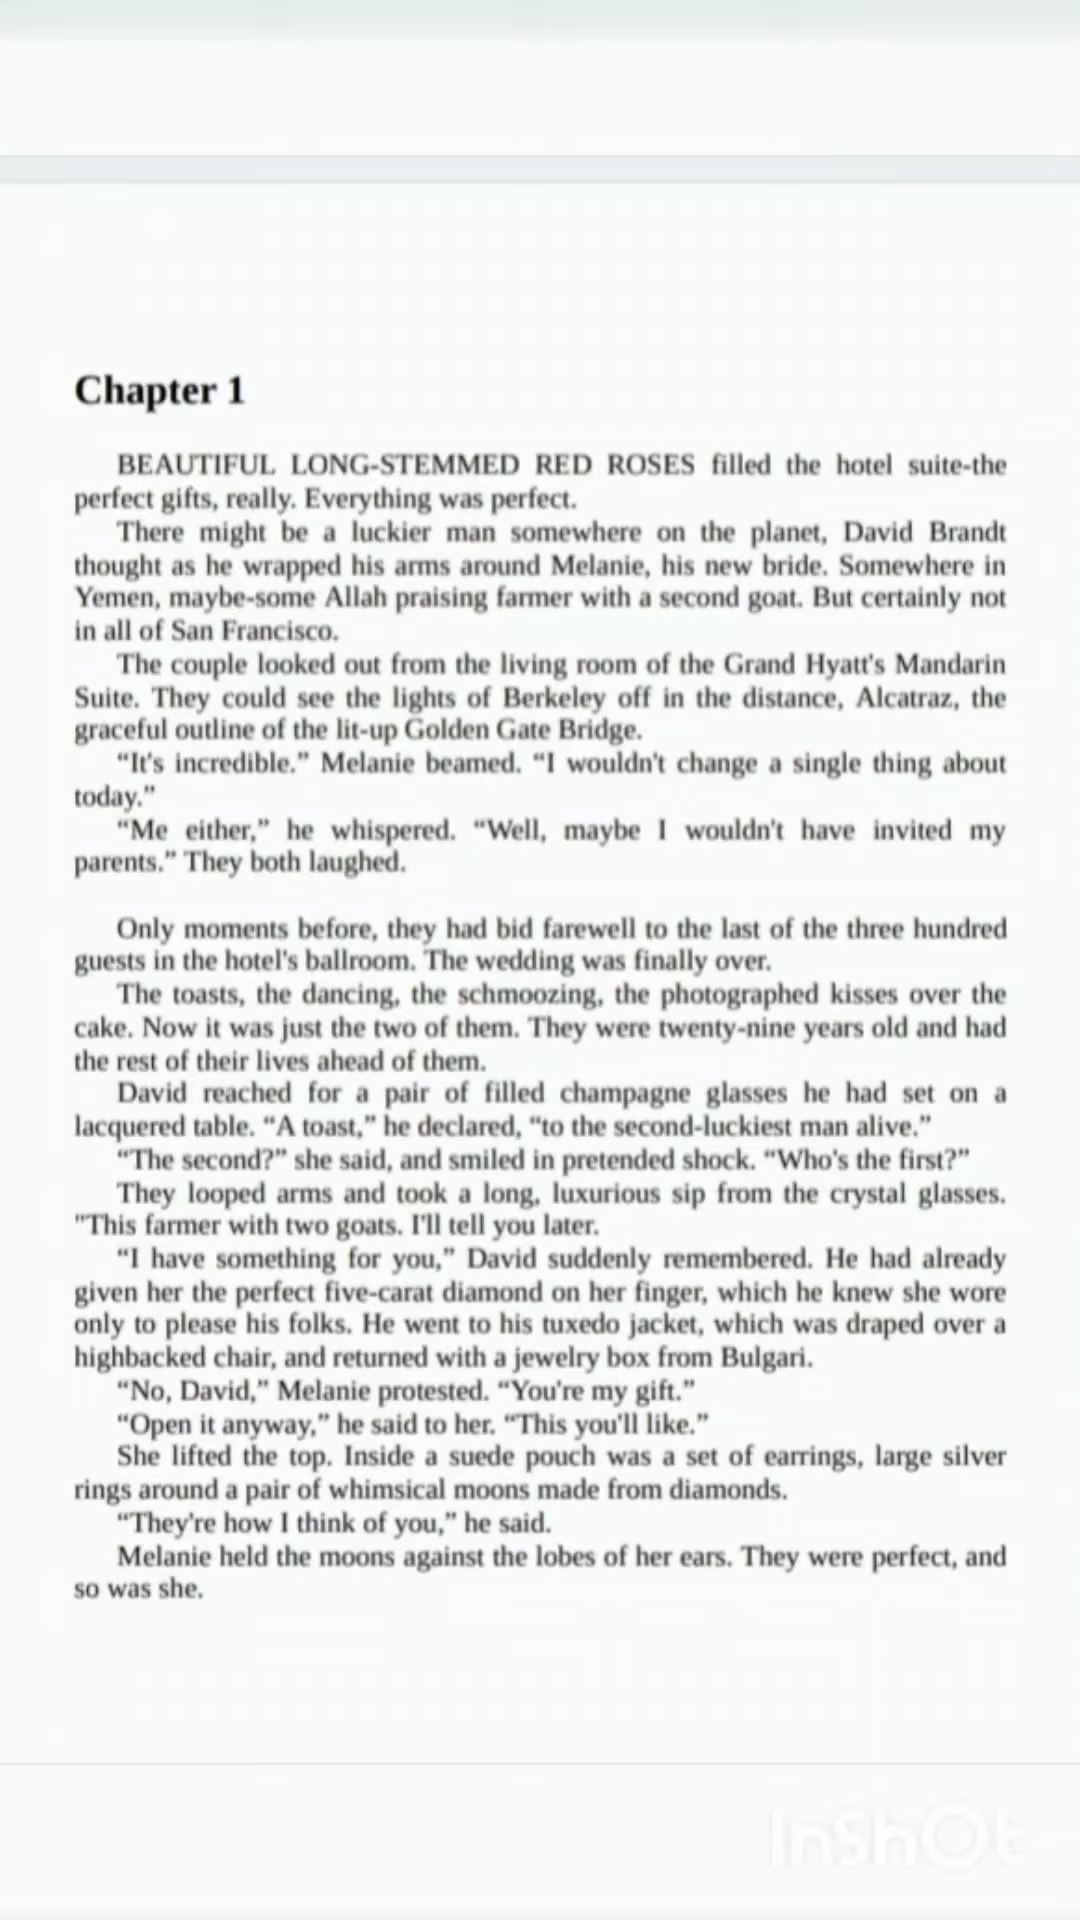 Chapter 1
BEAUTIFUL LONG-STEMMED RED ROSES filled the hotel suite-the
perfect gifts, really. Everything was perfect.
There might be a luckier man somewhere on the planet, David Brandt
thought as he wrapped his arms around Melanie, his new bride. Somewhere in
Yemen, maybe-some Allah praising farmer with a second goat. But certainly not
in all of San Francisco.
The couple looked out from the living room of the Grand Hyatt's Mandarin
Suite. They could see the lights of Berkeley off in the distance, Alcatraz, the
graceful outline of the lit-up Golden Gate Bridge.
“It's incredible.” Melanie beamed. “I wouldn't change a single thing about
today.”
“Me either,” he whispered. “Well, maybe I wouldn't have invited my
parents.” They both laughed.
Only moments before, they had bid farewell to the last of the three hundred
guests in the hotel's ballroom. The wedding was finally over.
The toasts, the dancing, the schmoozing, the photographed kisses over the
cake. Now it was just the two of them. They were twenty-nine years old and had
the rest of their lives ahead of them.
David reached for a pair of filled champagne glasses he had set on a
lacquered table. “A toast,” he declared, “to the second-luckiest man alive.”
“The second?” she said, and smiled in pretended shock. “Who's the first?”
They looped arms and took a long, luxurious sip from the crystal glasses.
"This farmer with two goats. I'll tell you later.
“I have something for you,” David suddenly remembered. He had already
given her the perfect five-carat diamond on her finger, which he knew she wore
only to please his folks. He went to his tuxedo jacket, which was draped over a
highbacked chair, and returned with a jewelry box from Bulgari.
“No, David,” Melanie protested. “You're my gift.”
“Open it anyway,” he said to her. “This you'll like.”
She lifted the top. Inside a suede pouch was a set of earrings, large silver
rings around a pair of whimsical moons made from diamonds.
“They're how I think of you,” he said.
Melanie held the moons against the lobes of her ears. They were perfect, and
so was she.
InShOt